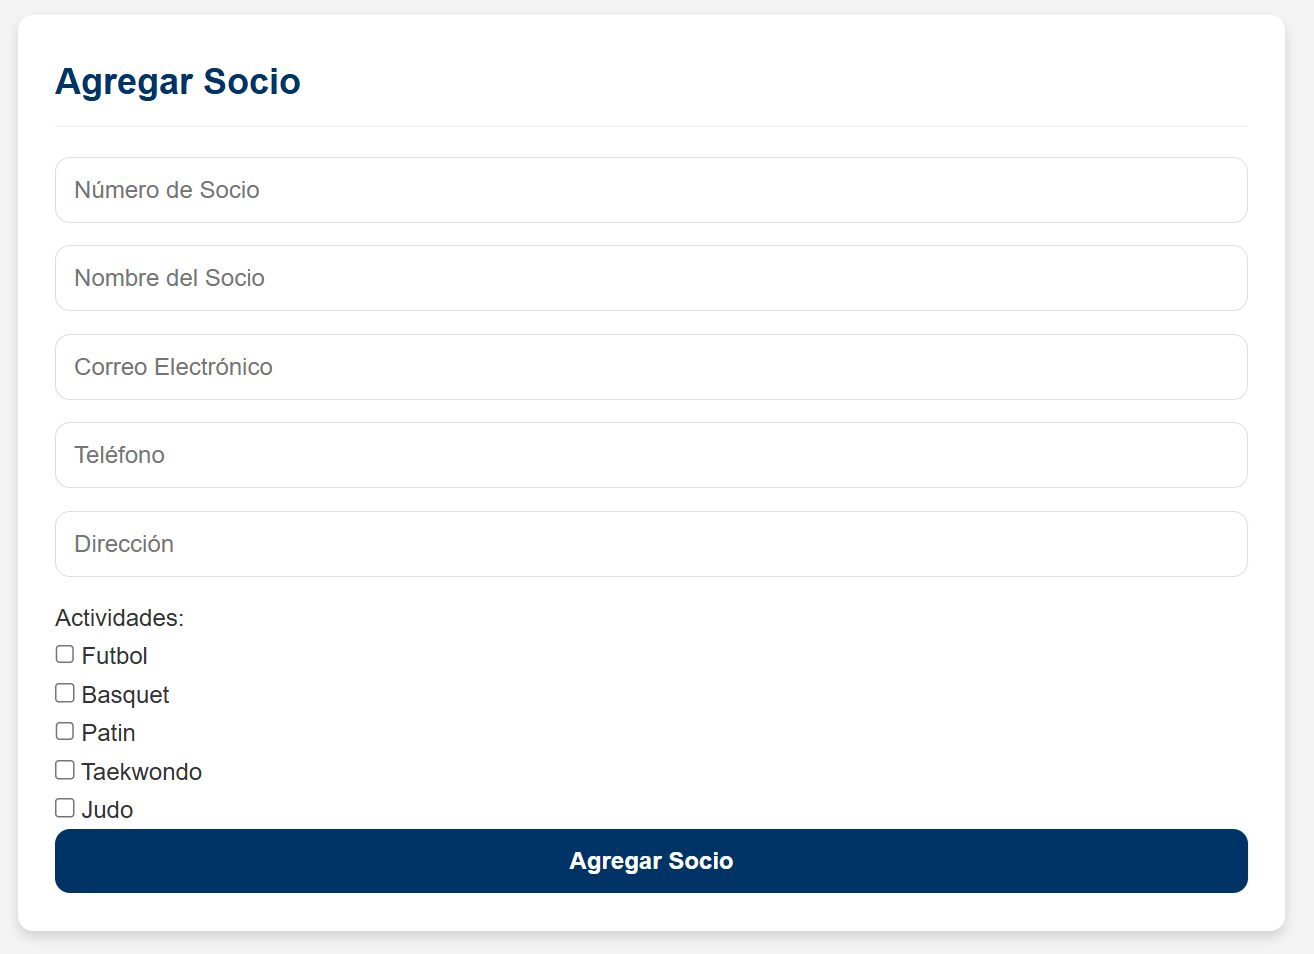 Agregar Socio
Número de Socio
Nombre del Socio
Correo Electrónico
Teléfono
Dirección
Actividades:
Futbol
Basquet
Patin
Taekwondo
Judo
Agregar Socio